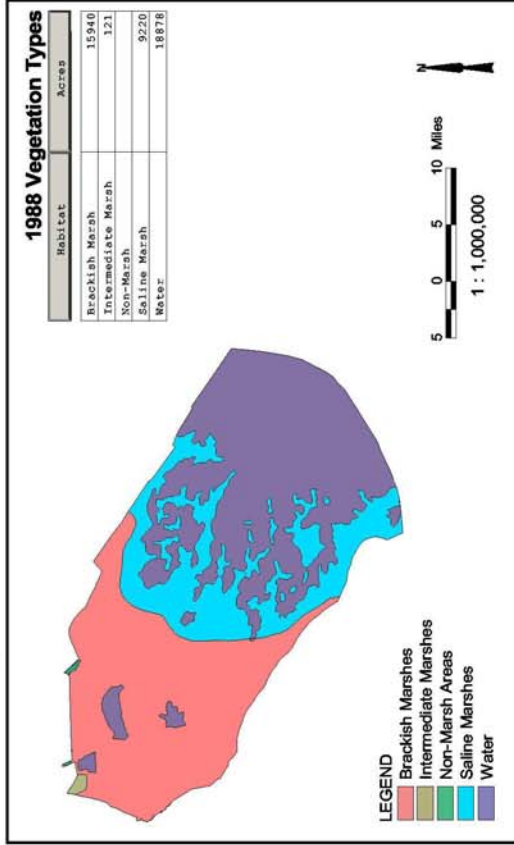 1988 Vegetation Types
Habitat Acres
Brackish Marsh 15940
Intermediate Marsh 121
Non-Marsh
Saline Marsh 9220
Water 18878
N
5 0 5 10 Miles
1 : 1,000,000
LEGEND
Brackish Marshes
Intermediate Marshes
Non-Marsh Areas
Saline Marshes
Water